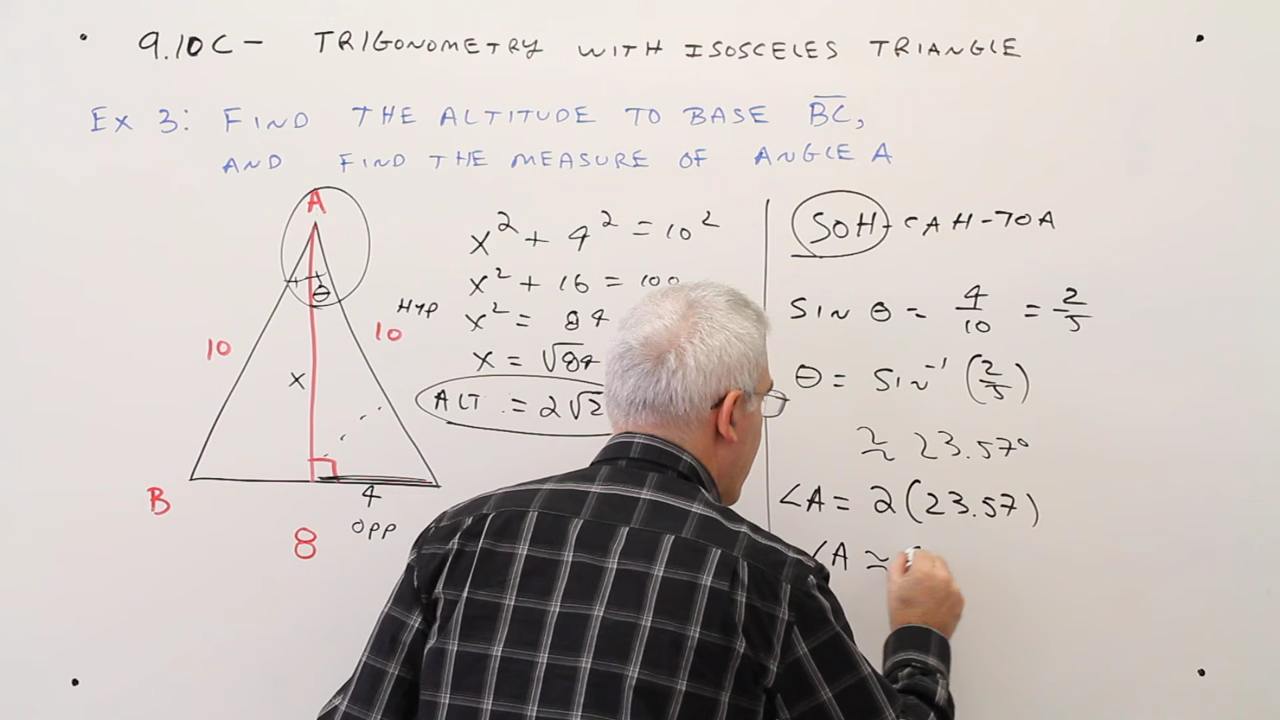 9.10C - TRIGONOMETRY WITH ISOSCELES TRIANGLE
EX 3: FIND THE ALTITUDE TO BASE B̅C̅,
AND FIND THE MEASURE OF ANGLE A
A
θ
HYP
10
10
x
B
4
OPP
8
x² + 4² = 10²
x² + 16 = 100
x² = 84
x = √84
ALT. = 2√2
SOH-CAH-TOA
SIN θ = 4/10 = 2/5
θ = SIN⁻¹ (2/5)
≈ 23.57°
∠A = 2(23.57)
∠A ≈